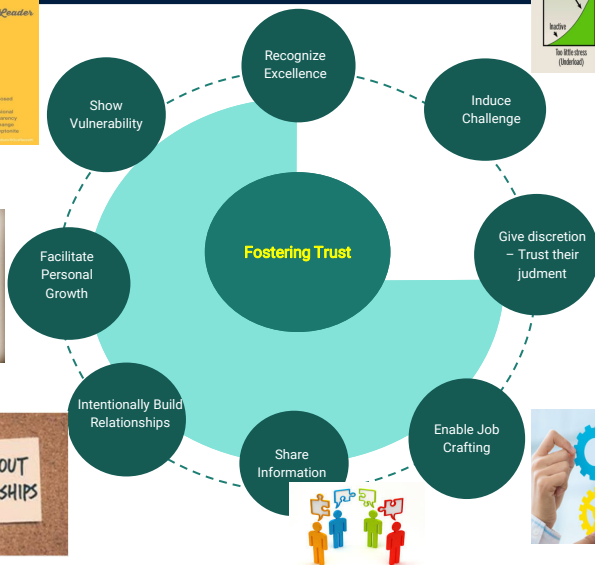 Leader
Inactive
Too little stress
(Underload)
Recognize
Excellence
Show
Vulnerability
Induce
Challenge
Give discretion
– Trust their
judgment
Fostering Trust
Facilitate
Personal
Growth
Intentionally Build
Relationships
Enable Job
Crafting
Share
Information
OUT
SHIPS